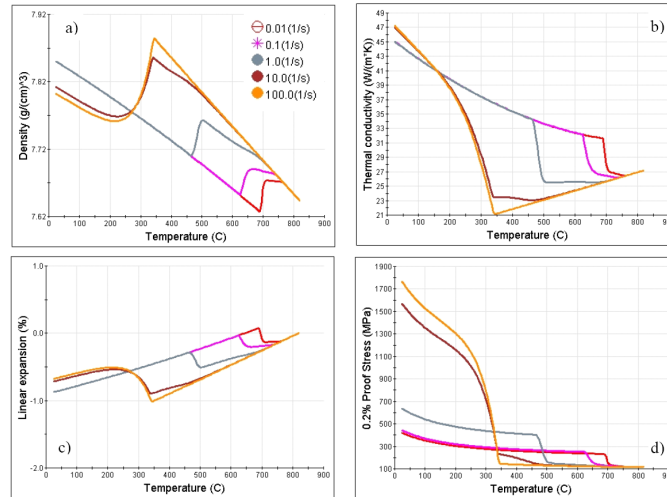 a)
7.92
7.82
7.72
7.62
Density (g/cm^3)
0.01(1/s)
0.1(1/s)
1.0(1/s)
10.0(1/s)
100.0(1/s)
0 100 200 300 400 500 600 700 800 900
Temperature (C)
b)
47
45
43
41
39
37
35
33
31
29
27
25
23
21
Thermal conductivity (W/(m*K))
0 100 200 300 400 500 600 700 800 900
Temperature (C)
c)
1.0
0.0
-1.0
-2.0
Linear expansion (%)
0 100 200 300 400 500 600 700 800 900
Temperature (C)
d)
1900
1700
1500
1300
1100
900
700
500
300
100
0.2% Proof Stress (MPa)
0 100 200 300 400 500 600 700 800 900
Temperature (C)